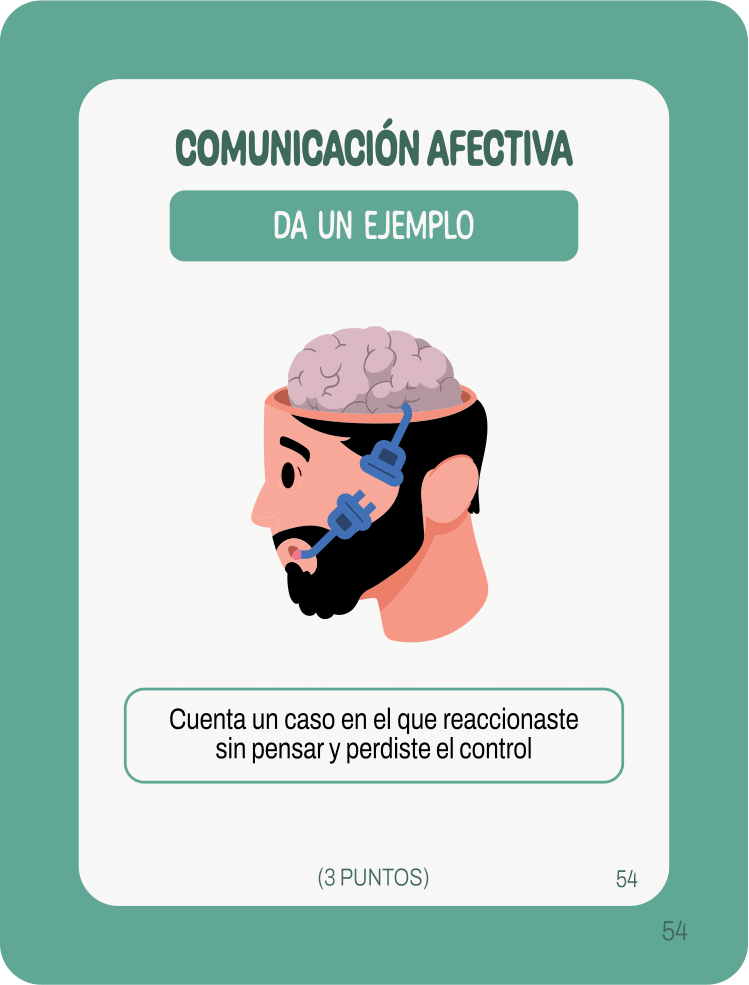 COMUNICACIÓN AFECTIVA
DA UN EJEMPLO
Cuenta un caso en el que reaccionaste
sin pensar y perdiste el control
(3 PUNTOS)
54
54